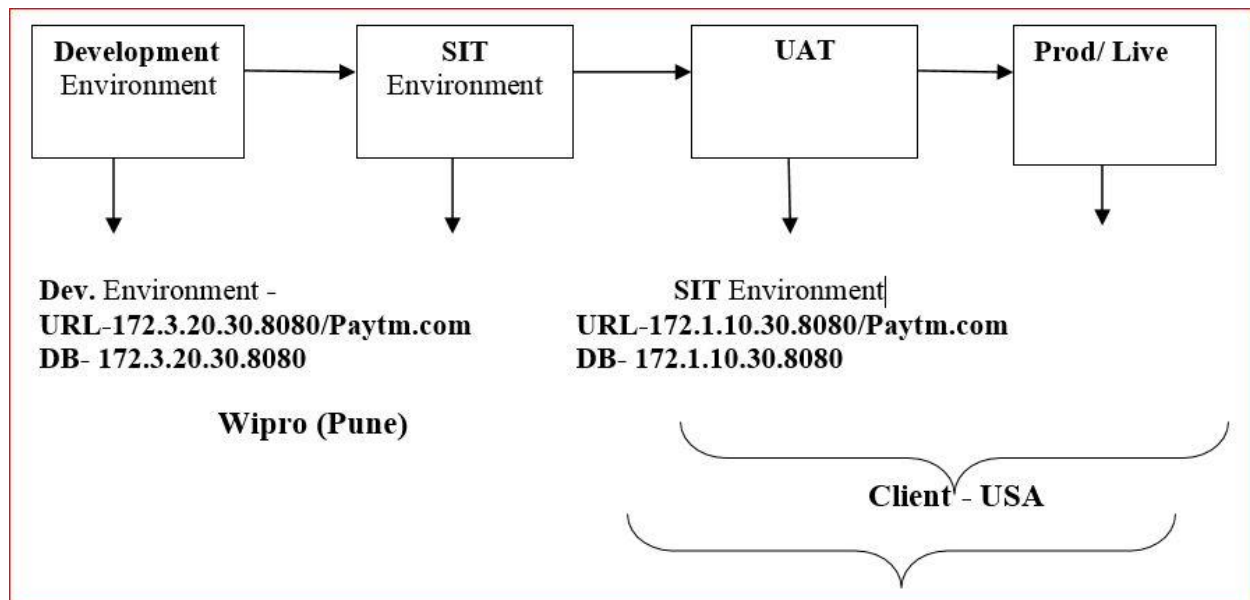 Development
Environment
SIT
Environment
UAT
Prod/ Live
Dev. Environment -
URL-172.3.20.30.8080/Paytm.com
DB- 172.3.20.30.8080
SIT Environment
URL-172.1.10.30.8080/Paytm.com
DB- 172.1.10.30.8080
Wipro (Pune)
Client - USA